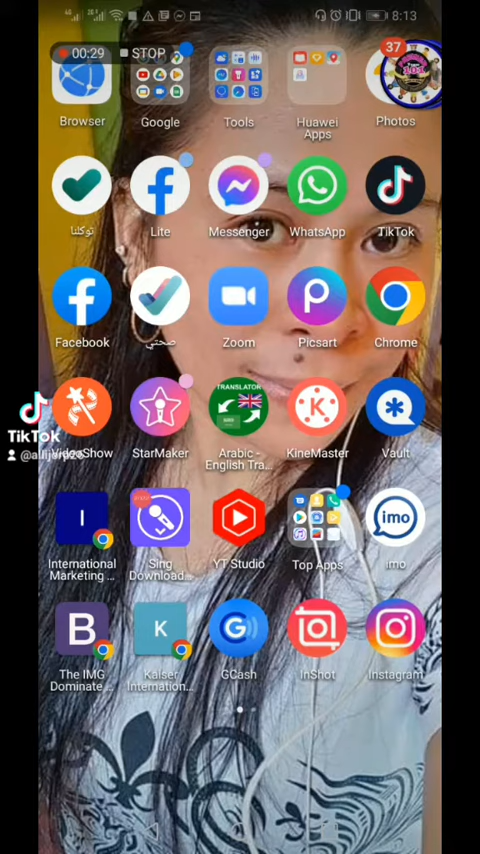 8:13
00:29 STOP
37
Browser
Google
Tools
Huawei
Apps
Photos
توكلنا
Lite
Messenger
WhatsApp
TikTok
Facebook
صحتي
Zoom
Picsart
Chrome
TRANSLATOR
VideoShow
StarMaker
Arabic -
English Tra...
KineMaster
Vault
TikTok
International
Marketing ...
Sing
Download...
YT Studio
Top Apps
imo
imo
The IMG
Dominate ...
Kaiser
Internation...
GCash
InShot
Instagram